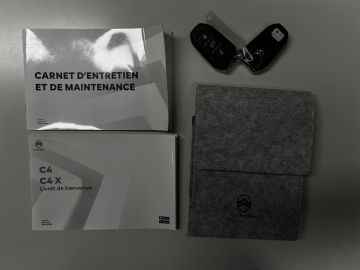 CARNET D'ENTRETIEN
ET DE MAINTENANCE
C4
C4 X
Livret de bienvenue